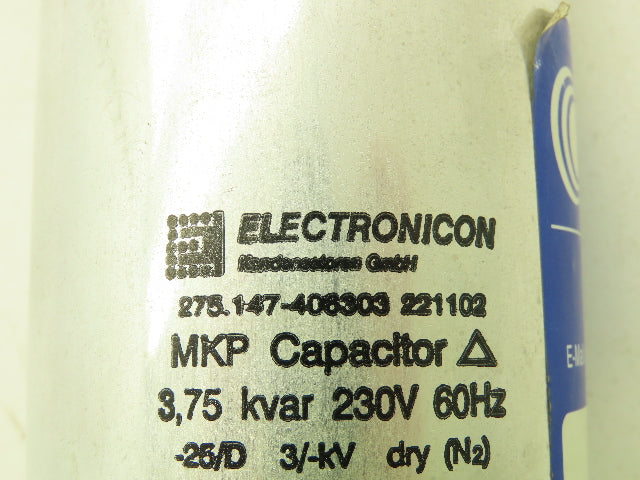 ELECTRONICON
Kondensatoren GmbH
275.147-406303 221102
MKP Capacitor Δ
3,75 kvar 230V 60Hz
-25/D 3/-kV dry (N₂)